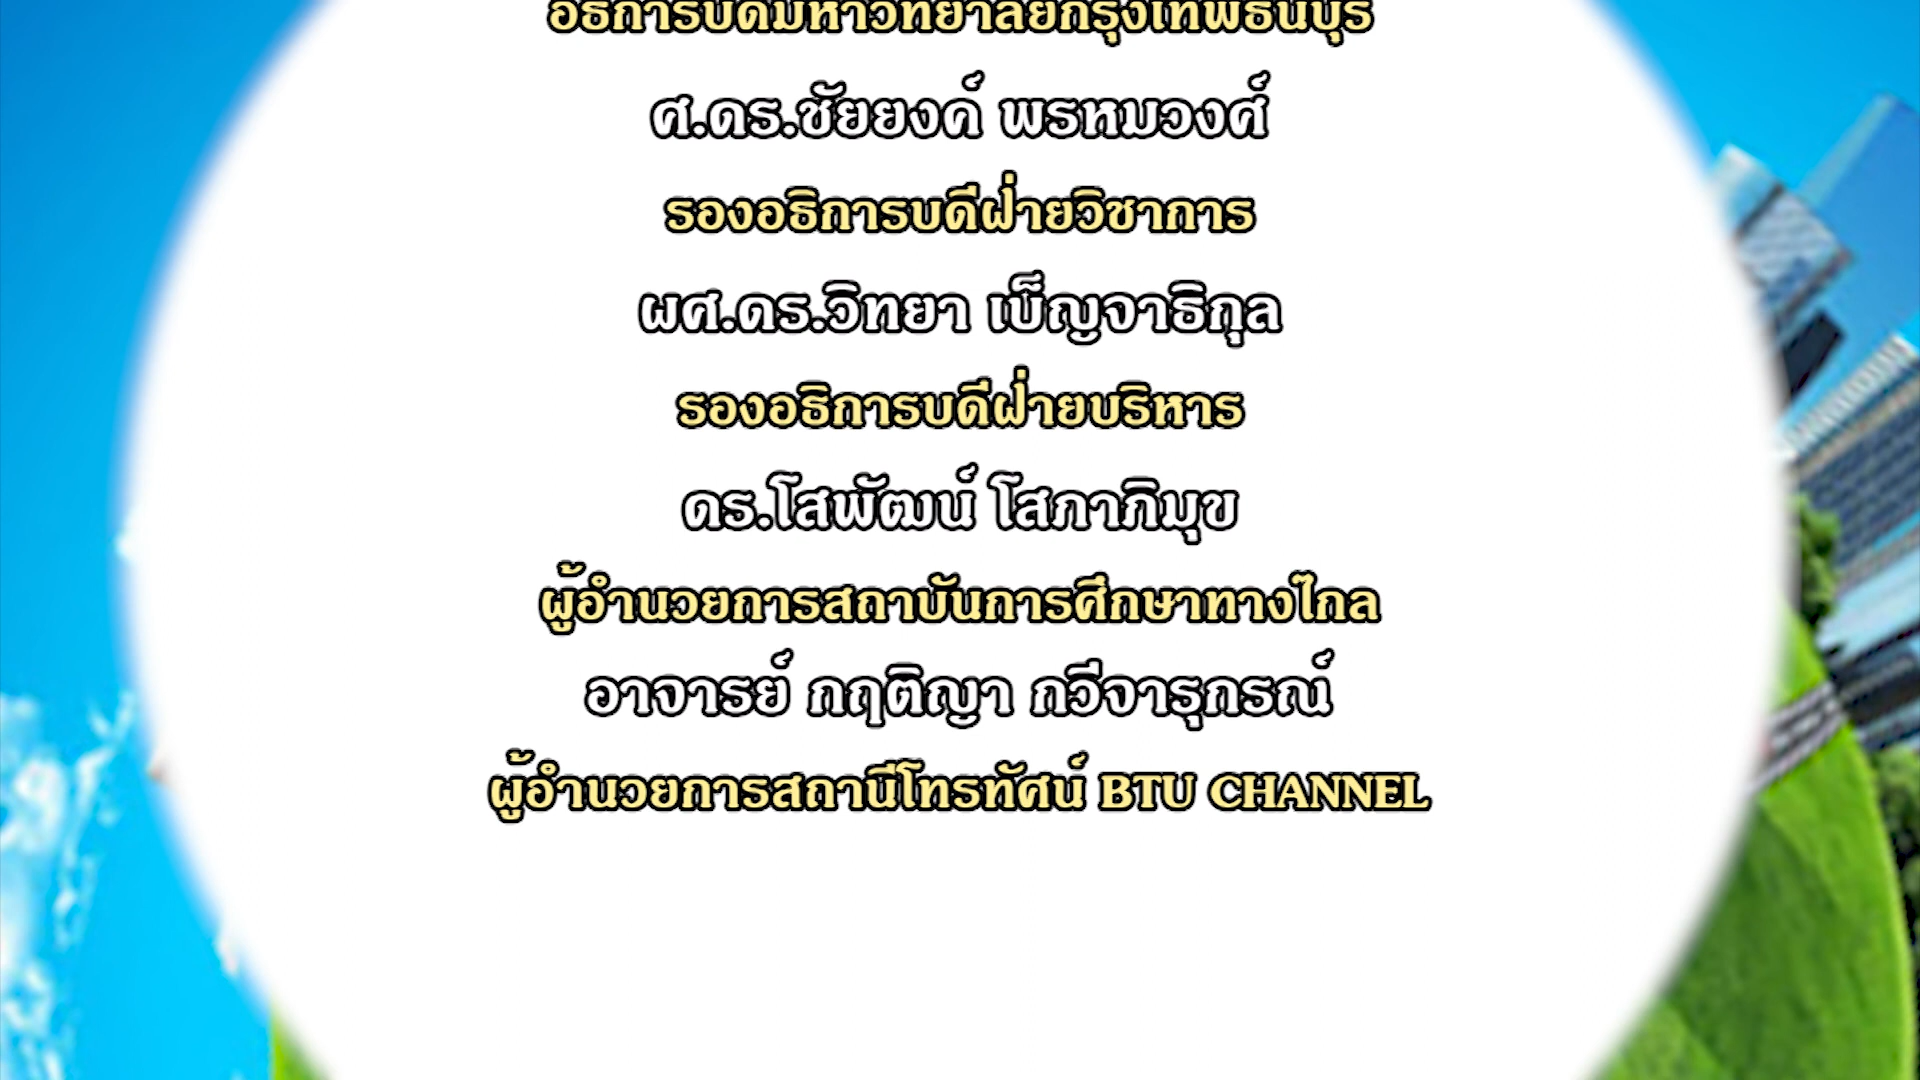 อธิการบดีมหาวิทยาลัยกรุงเทพธนบุรี
ศ.ดร.ชัยยงค์ พรหมวงศ์
รองอธิการบดีฝ่ายวิชาการ
ผศ.ดร.วิทยา เบ็ญจาธิกุล
รองอธิการบดีฝ่ายบริหาร
ดร.โสพัฒน์ โสภาภิมุข
ผู้อำนวยการสถาบันการศึกษาทางไกล
อาจารย์ กฤติญา กวีจารุกรณ์
ผู้อำนวยการสถานีโทรทัศน์ BTU CHANNEL